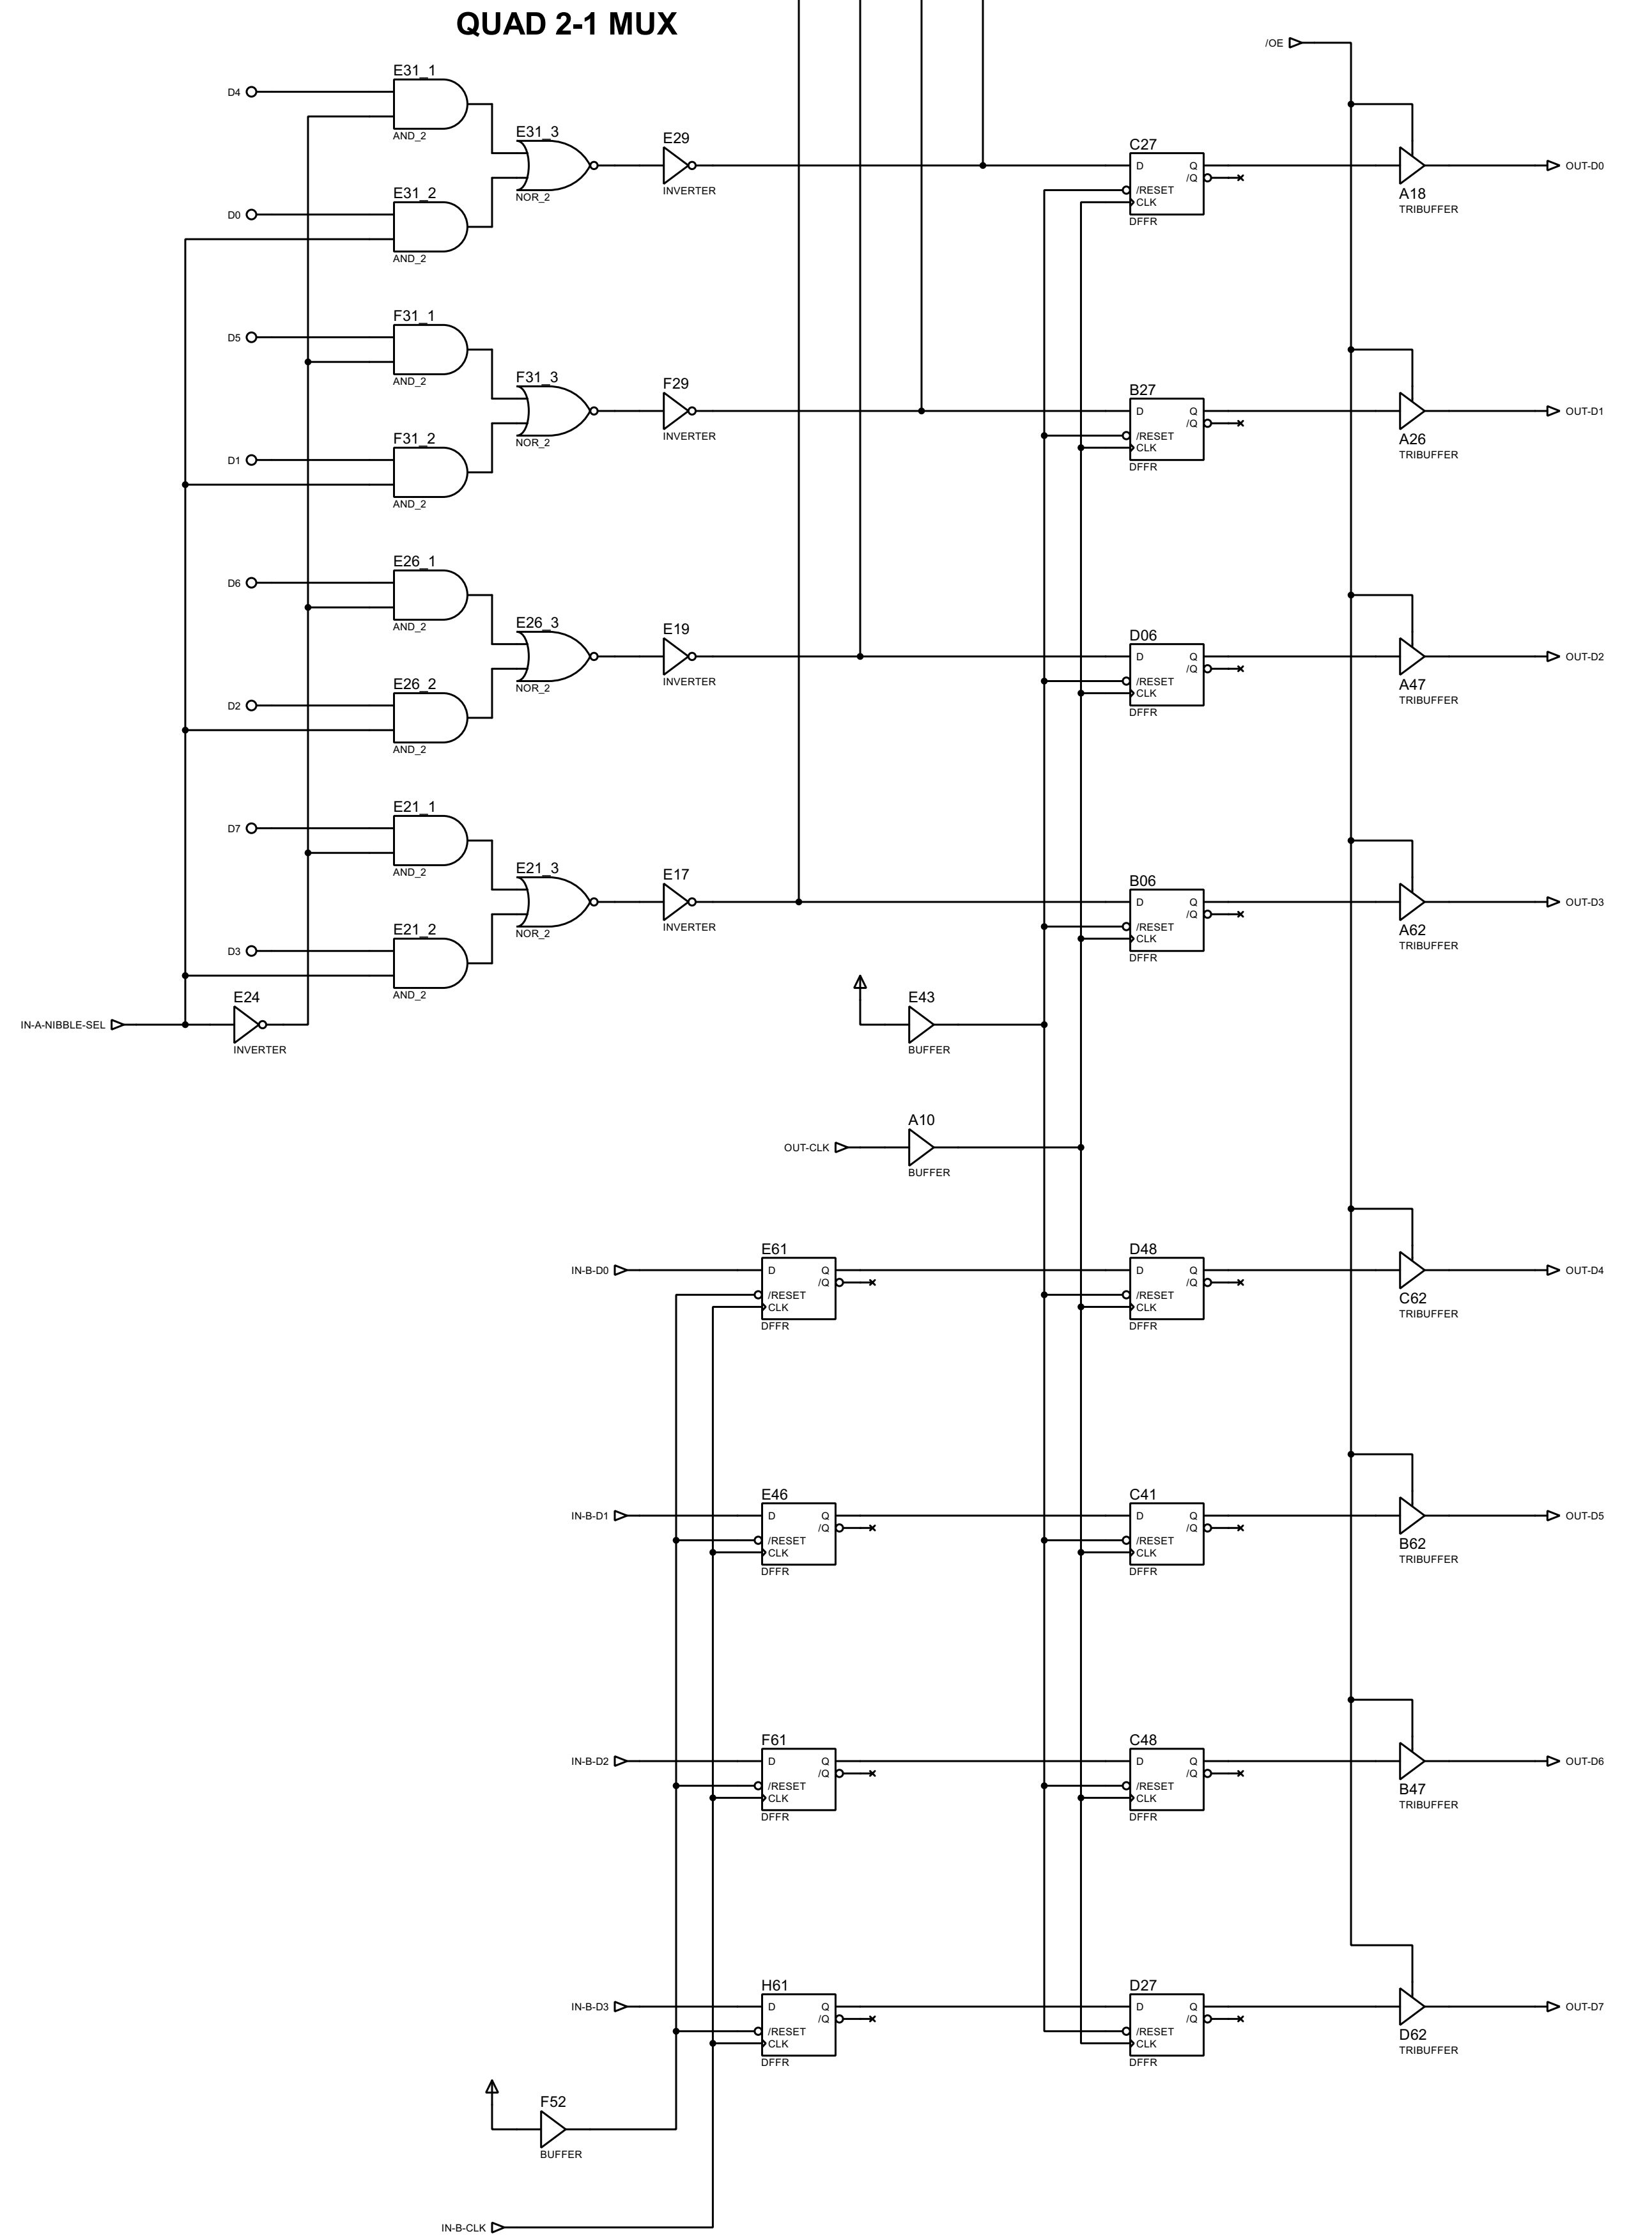 QUAD 2-1 MUX
/OE
E31_1
D4
AND_2
E31_3
NOR_2
E29
INVERTER
C27
D
Q
/Q
/RESET
CLK
DFFR
A18
TRIBUFFER
OUT-D0
E31_2
D0
AND_2
F31_1
D5
AND_2
F31_3
NOR_2
F29
INVERTER
B27
D
Q
/Q
/RESET
CLK
DFFR
A26
TRIBUFFER
OUT-D1
F31_2
D1
AND_2
E26_1
D6
AND_2
E26_3
NOR_2
E19
INVERTER
D06
D
Q
/Q
/RESET
CLK
DFFR
A47
TRIBUFFER
OUT-D2
E26_2
D2
AND_2
E21_1
D7
AND_2
E21_3
NOR_2
E17
INVERTER
B06
D
Q
/Q
/RESET
CLK
DFFR
A62
TRIBUFFER
OUT-D3
E21_2
D3
AND_2
IN-A-NIBBLE-SEL
E24
INVERTER
E43
BUFFER
OUT-CLK
A10
BUFFER
IN-B-D0
E61
D
Q
/Q
/RESET
CLK
DFFR
D48
D
Q
/Q
/RESET
CLK
DFFR
C62
TRIBUFFER
OUT-D4
IN-B-D1
E46
D
Q
/Q
/RESET
CLK
DFFR
C41
D
Q
/Q
/RESET
CLK
DFFR
B62
TRIBUFFER
OUT-D5
IN-B-D2
F61
D
Q
/Q
/RESET
CLK
DFFR
C48
D
Q
/Q
/RESET
CLK
DFFR
B47
TRIBUFFER
OUT-D6
IN-B-D3
H61
D
Q
/Q
/RESET
CLK
DFFR
D27
D
Q
/Q
/RESET
CLK
DFFR
D62
TRIBUFFER
OUT-D7
F52
BUFFER
IN-B-CLK